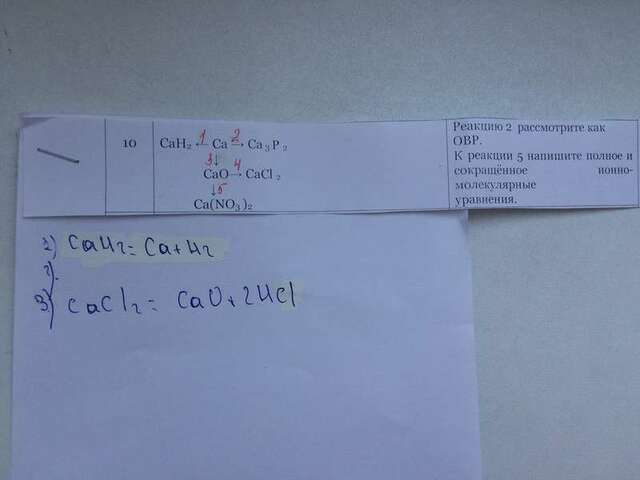 10
CaH₂ ←1 Ca 2→ Ca₃P₂
3↓
CaO 4→ CaCl₂
↓5
Ca(NO₃)₂
Реакцию 2 рассмотрите как
ОВР.
К реакции 5 напишите полное и
сокращённое ионно-
молекулярные
уравнения.
CaH₂ = Ca + H₂
3) CaCl₂ = CaO + 2HCl